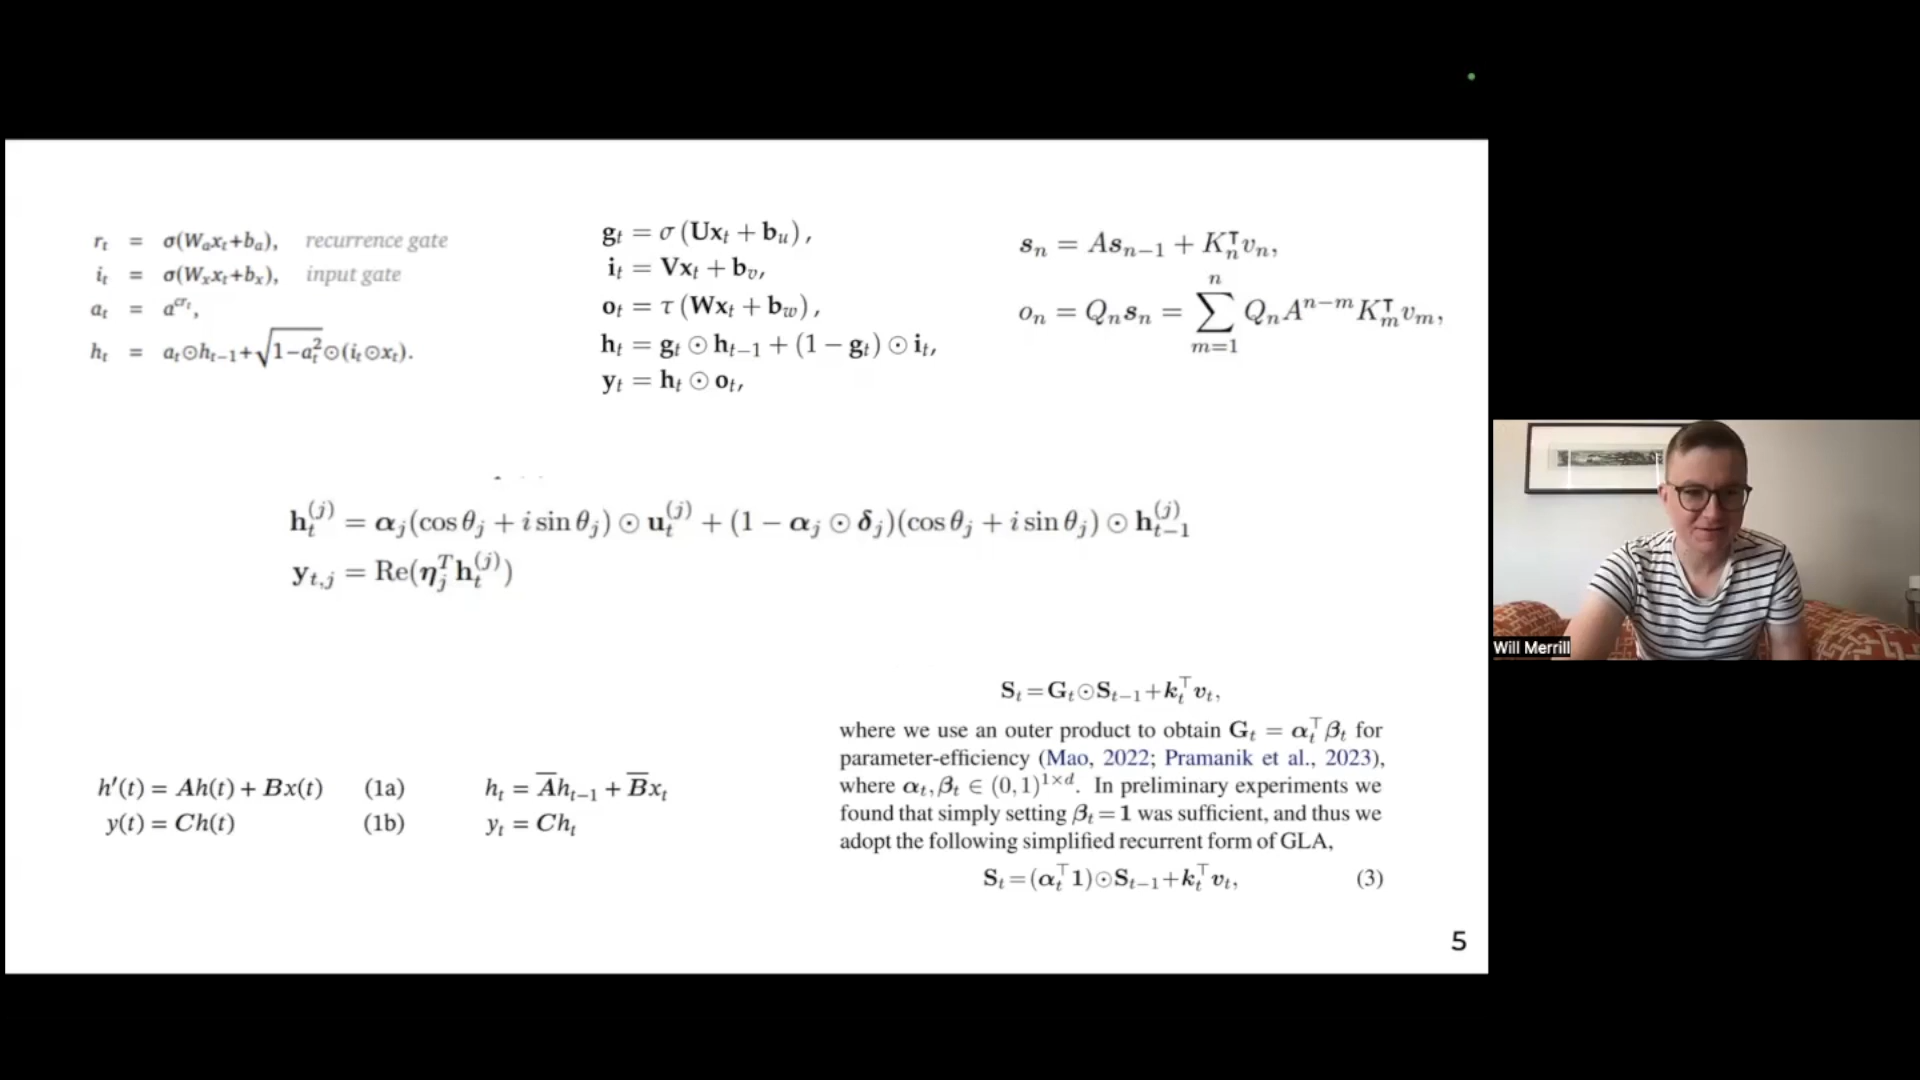 r_t = σ(W_a x_t + b_a), recurrence gate
i_t = σ(W_x x_t + b_x), input gate
a_t = a^{cr_t},
h_t = a_t ⊙ h_{t−1} + √(1−a_t^2) ⊙ (i_t ⊙ x_t).
g_t = σ (Ux_t + b_u),
i_t = Vx_t + b_v,
o_t = τ (Wx_t + b_w),
h_t = g_t ⊙ h_{t−1} + (1 − g_t) ⊙ i_t,
y_t = h_t ⊙ o_t,
s_n = As_{n−1} + K_n^⊺ v_n,
o_n = Q_n s_n = ∑_{m=1}^{n} Q_n A^{n−m} K_m^⊺ v_m,
h_t^{(j)} = α_j(cos θ_j + i sin θ_j) ⊙ u_t^{(j)} + (1 − α_j ⊙ δ_j)(cos θ_j + i sin θ_j) ⊙ h_{t−1}^{(j)}
y_{t,j} = Re(η_j^T h_t^{(j)})
Will Merrill
h′(t) = Ah(t) + Bx(t) (1a)
y(t) = Ch(t) (1b)
h_t = A̅h_{t−1} + B̅x_t
y_t = Ch_t
S_t = G_t ⊙ S_{t−1} + k_t^⊤ v_t,
where we use an outer product to obtain G_t = α_t^⊤ β_t for
parameter-efficiency (Mao, 2022; Pramanik et al., 2023),
where α_t, β_t ∈ (0, 1)^{1×d}. In preliminary experiments we
found that simply setting β_t = 1 was sufficient, and thus we
adopt the following simplified recurrent form of GLA,
S_t = (α_t^⊤ 1) ⊙ S_{t−1} + k_t^⊤ v_t, (3)
5